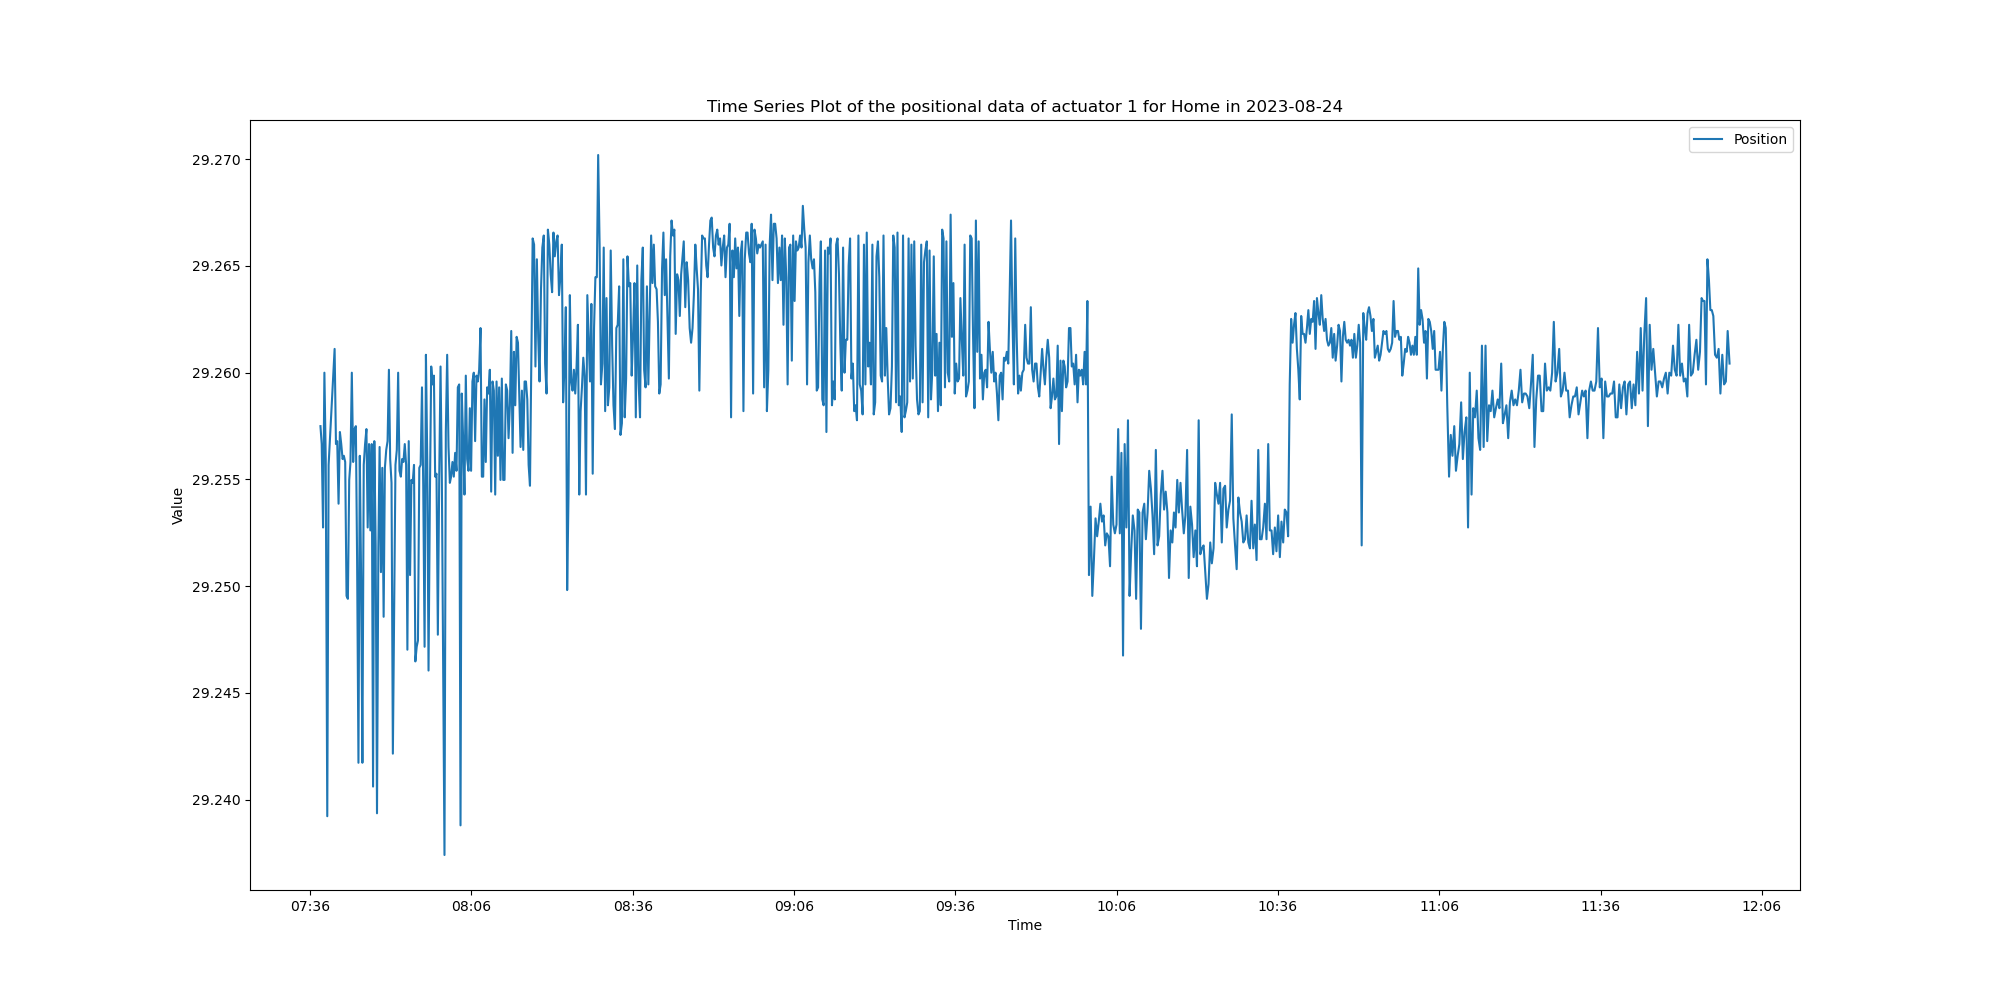 Time Series Plot of the positional data of actuator 1 for Home in 2023-08-24
Position
29.270
29.265
29.260
29.255
29.250
29.245
29.240
Value
07:36 08:06 08:36 09:06 09:36 10:06 10:36 11:06 11:36 12:06
Time